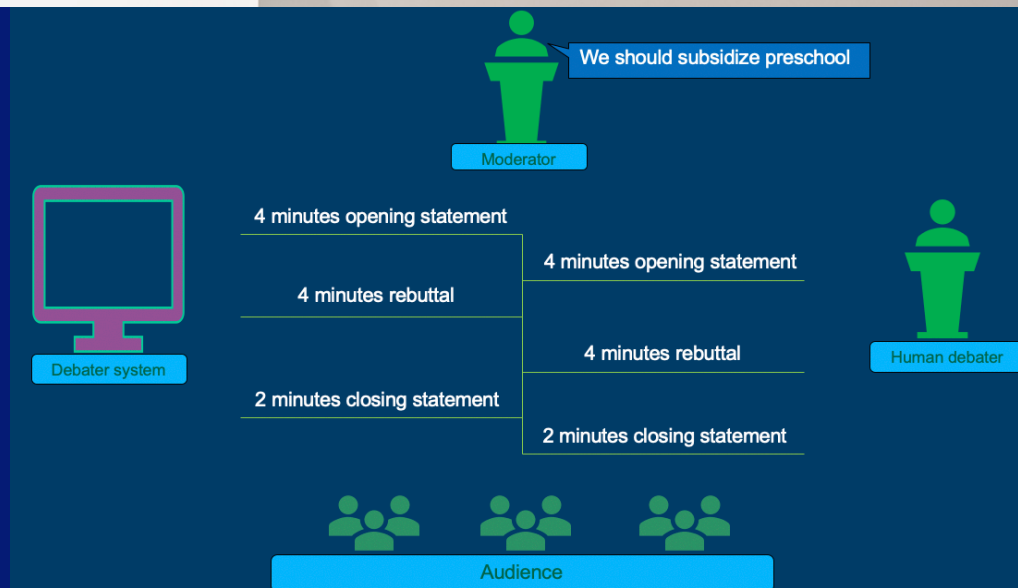 We should subsidize preschool
Moderator
4 minutes opening statement
4 minutes opening statement
4 minutes rebuttal
4 minutes rebuttal
Debater system
Human debater
2 minutes closing statement
2 minutes closing statement
Audience